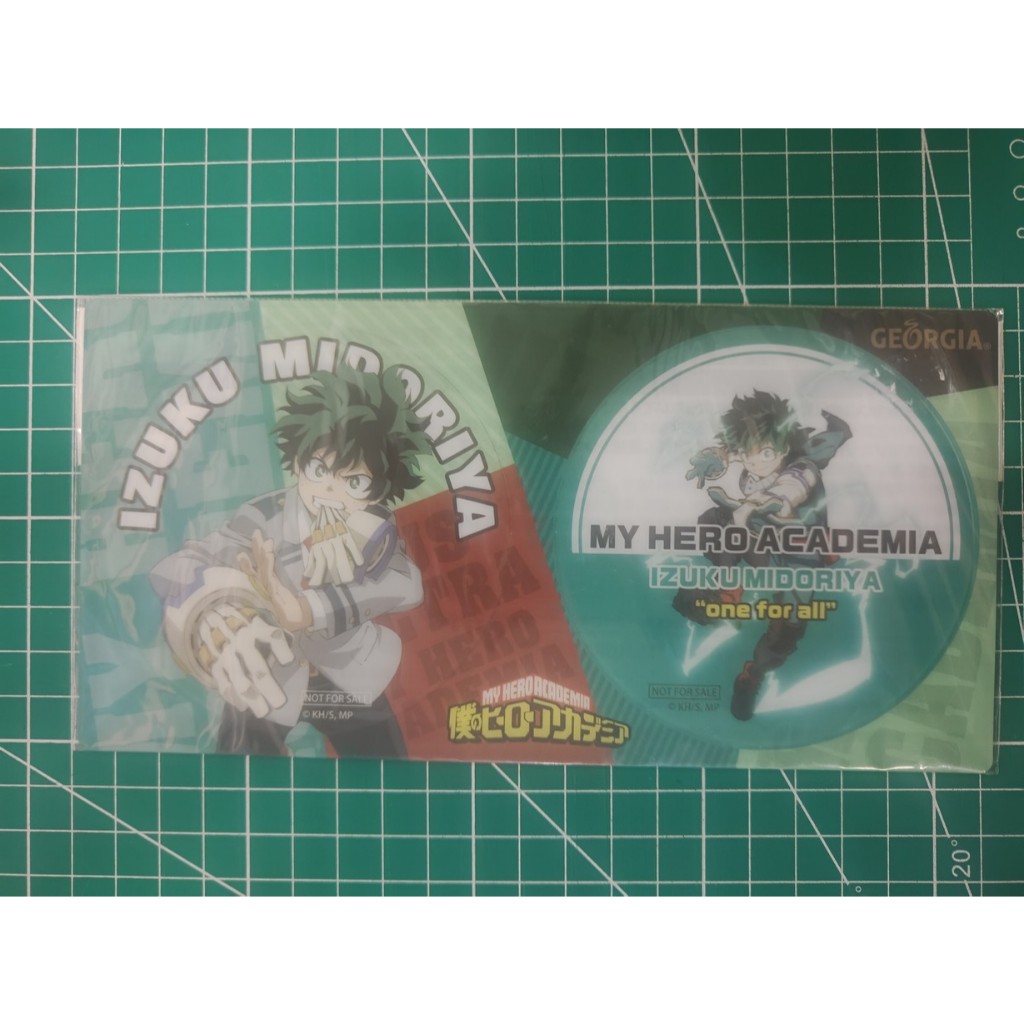 IZUKU MIDORIYA
HERO
NOT FOR SALE
© KH/S, MP
MY HERO ACADEMIA
僕のヒーローアカデミア
GEORGIA®
MY HERO ACADEMIA
IZUKU MIDORIYA
"one for all"
NOT FOR SALE
© KH/S, MP
20°